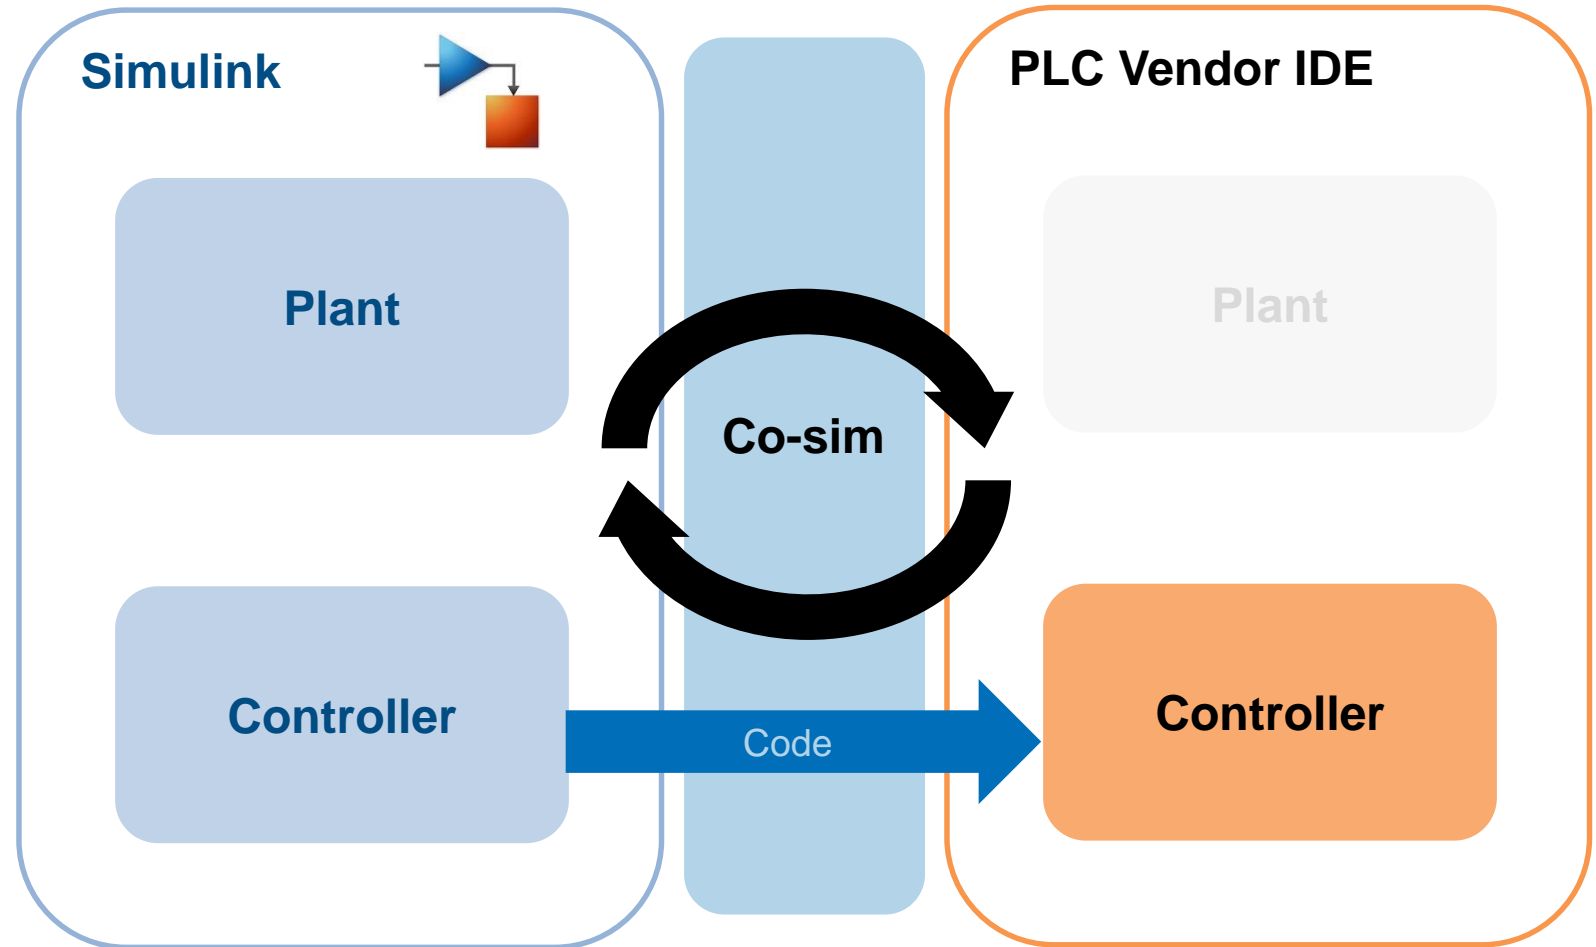 Simulink
PLC Vendor IDE
Plant
Plant
Co-sim
Controller
Controller
Code